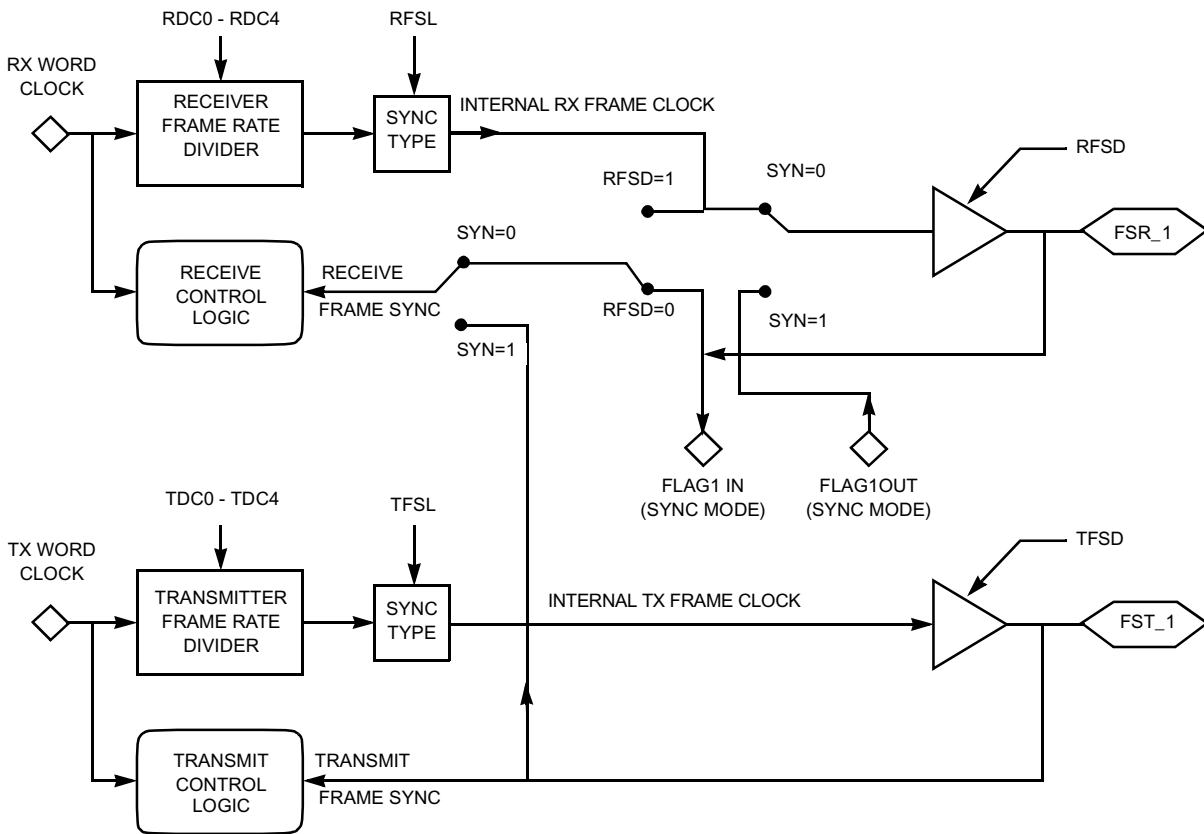 RDC0 - RDC4
RFSL
RX WORD
CLOCK
RECEIVER
FRAME RATE
DIVIDER
SYNC
TYPE
INTERNAL RX FRAME CLOCK
RFSD
RFSD=1
SYN=0
FSR_1
SYN=0
RECEIVE
CONTROL
LOGIC
RECEIVE
FRAME SYNC
RFSD=0
SYN=1
SYN=1
FLAG1 IN
(SYNC MODE)
FLAG1OUT
(SYNC MODE)
TDC0 - TDC4
TFSL
TX WORD
CLOCK
TRANSMITTER
FRAME RATE
DIVIDER
SYNC
TYPE
INTERNAL TX FRAME CLOCK
TFSD
FST_1
TRANSMIT
CONTROL
LOGIC
TRANSMIT
FRAME SYNC